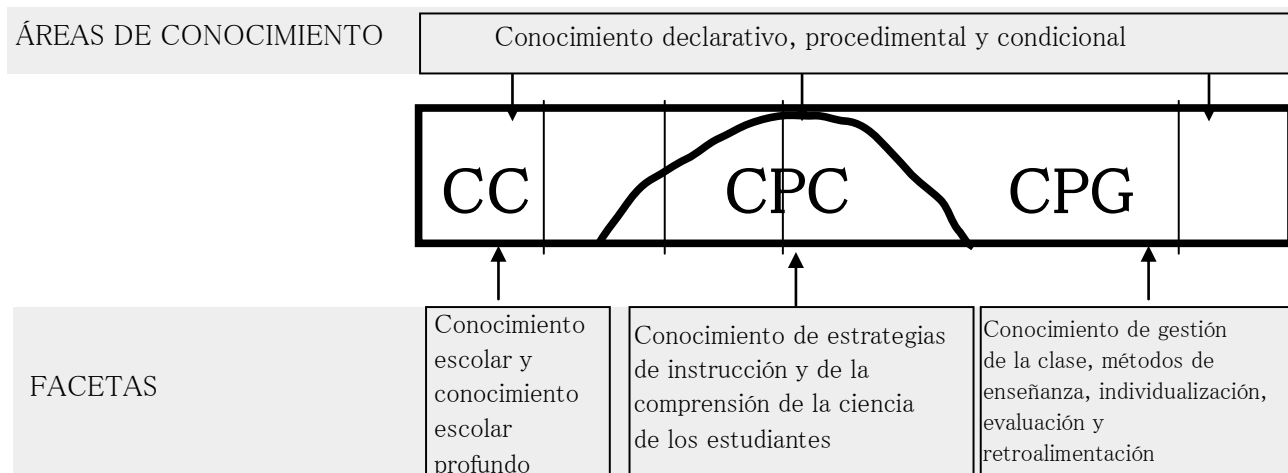 ÁREAS DE CONOCIMIENTO
Conocimiento declarativo, procedimental y condicional
CC
CPC
CPG
FACETAS
Conocimiento
escolar y
conocimiento
escolar
profundo
Conocimiento de estrategias
de instrucción y de la
comprensión de la ciencia
de los estudiantes
Conocimiento de gestión
de la clase, métodos de
enseñanza, individualización,
evaluación y
retroalimentación